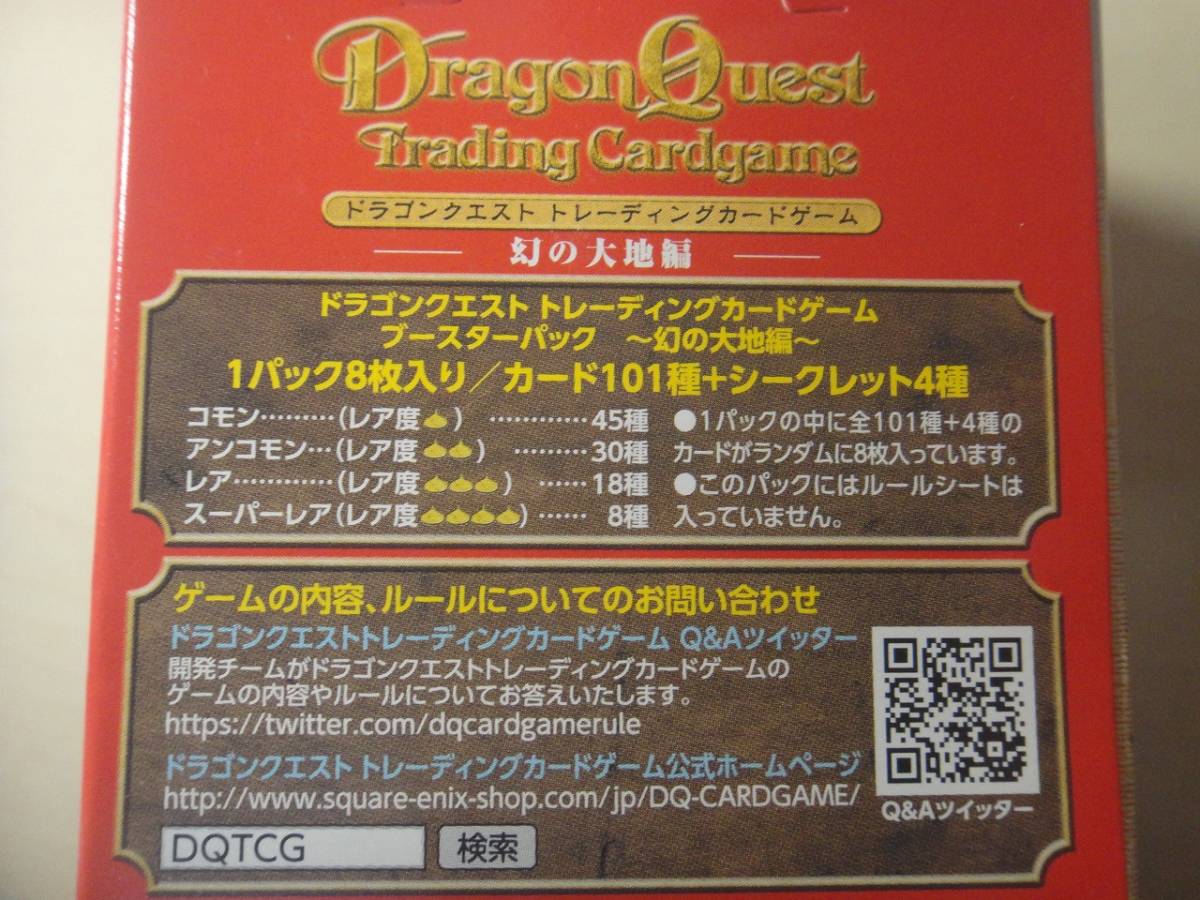 Dragon Quest
Trading Cardgame
ドラゴンクエスト トレーディングカードゲーム
幻の大地編
ドラゴンクエスト トレーディングカードゲーム
ブースターパック ～幻の大地編～
1パック8枚入り／カード101種+シークレット4種
コモン………(レア度) …………45種
アンコモン…(レア度) ………30種
レア…………(レア度) ……18種
スーパーレア(レア度) …… 8種
●1パックの中に全101種+4種の
カードがランダムに8枚入っています。
●このパックにはルールシートは
入っていません。
ゲームの内容、ルールについてのお問い合わせ
ドラゴンクエストトレーディングカードゲーム Q&Aツイッター
開発チームがドラゴンクエストトレーディングカードゲームの
ゲームの内容やルールについてお答えいたします。
https://twitter.com/dqcardgamerule
ドラゴンクエスト トレーディングカードゲーム公式ホームページ
http://www.square-enix-shop.com/jp/DQ-CARDGAME/
Q&Aツイッター
DQTCG 検索